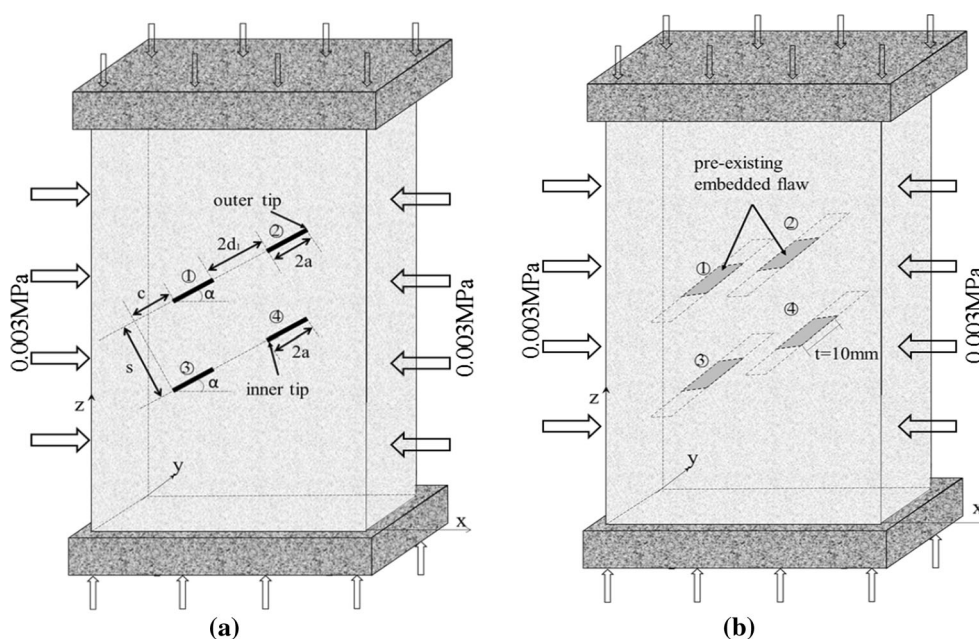 outer tip
②
2d₁
2a
①
c
α
④
s
2a
③
α
inner tip
0.003MPa
0.003MPa
z
y
x
(a)
pre-existing
embedded flaw
②
①
④
③
t=10mm
0.003MPa
0.003MPa
z
y
x
(b)